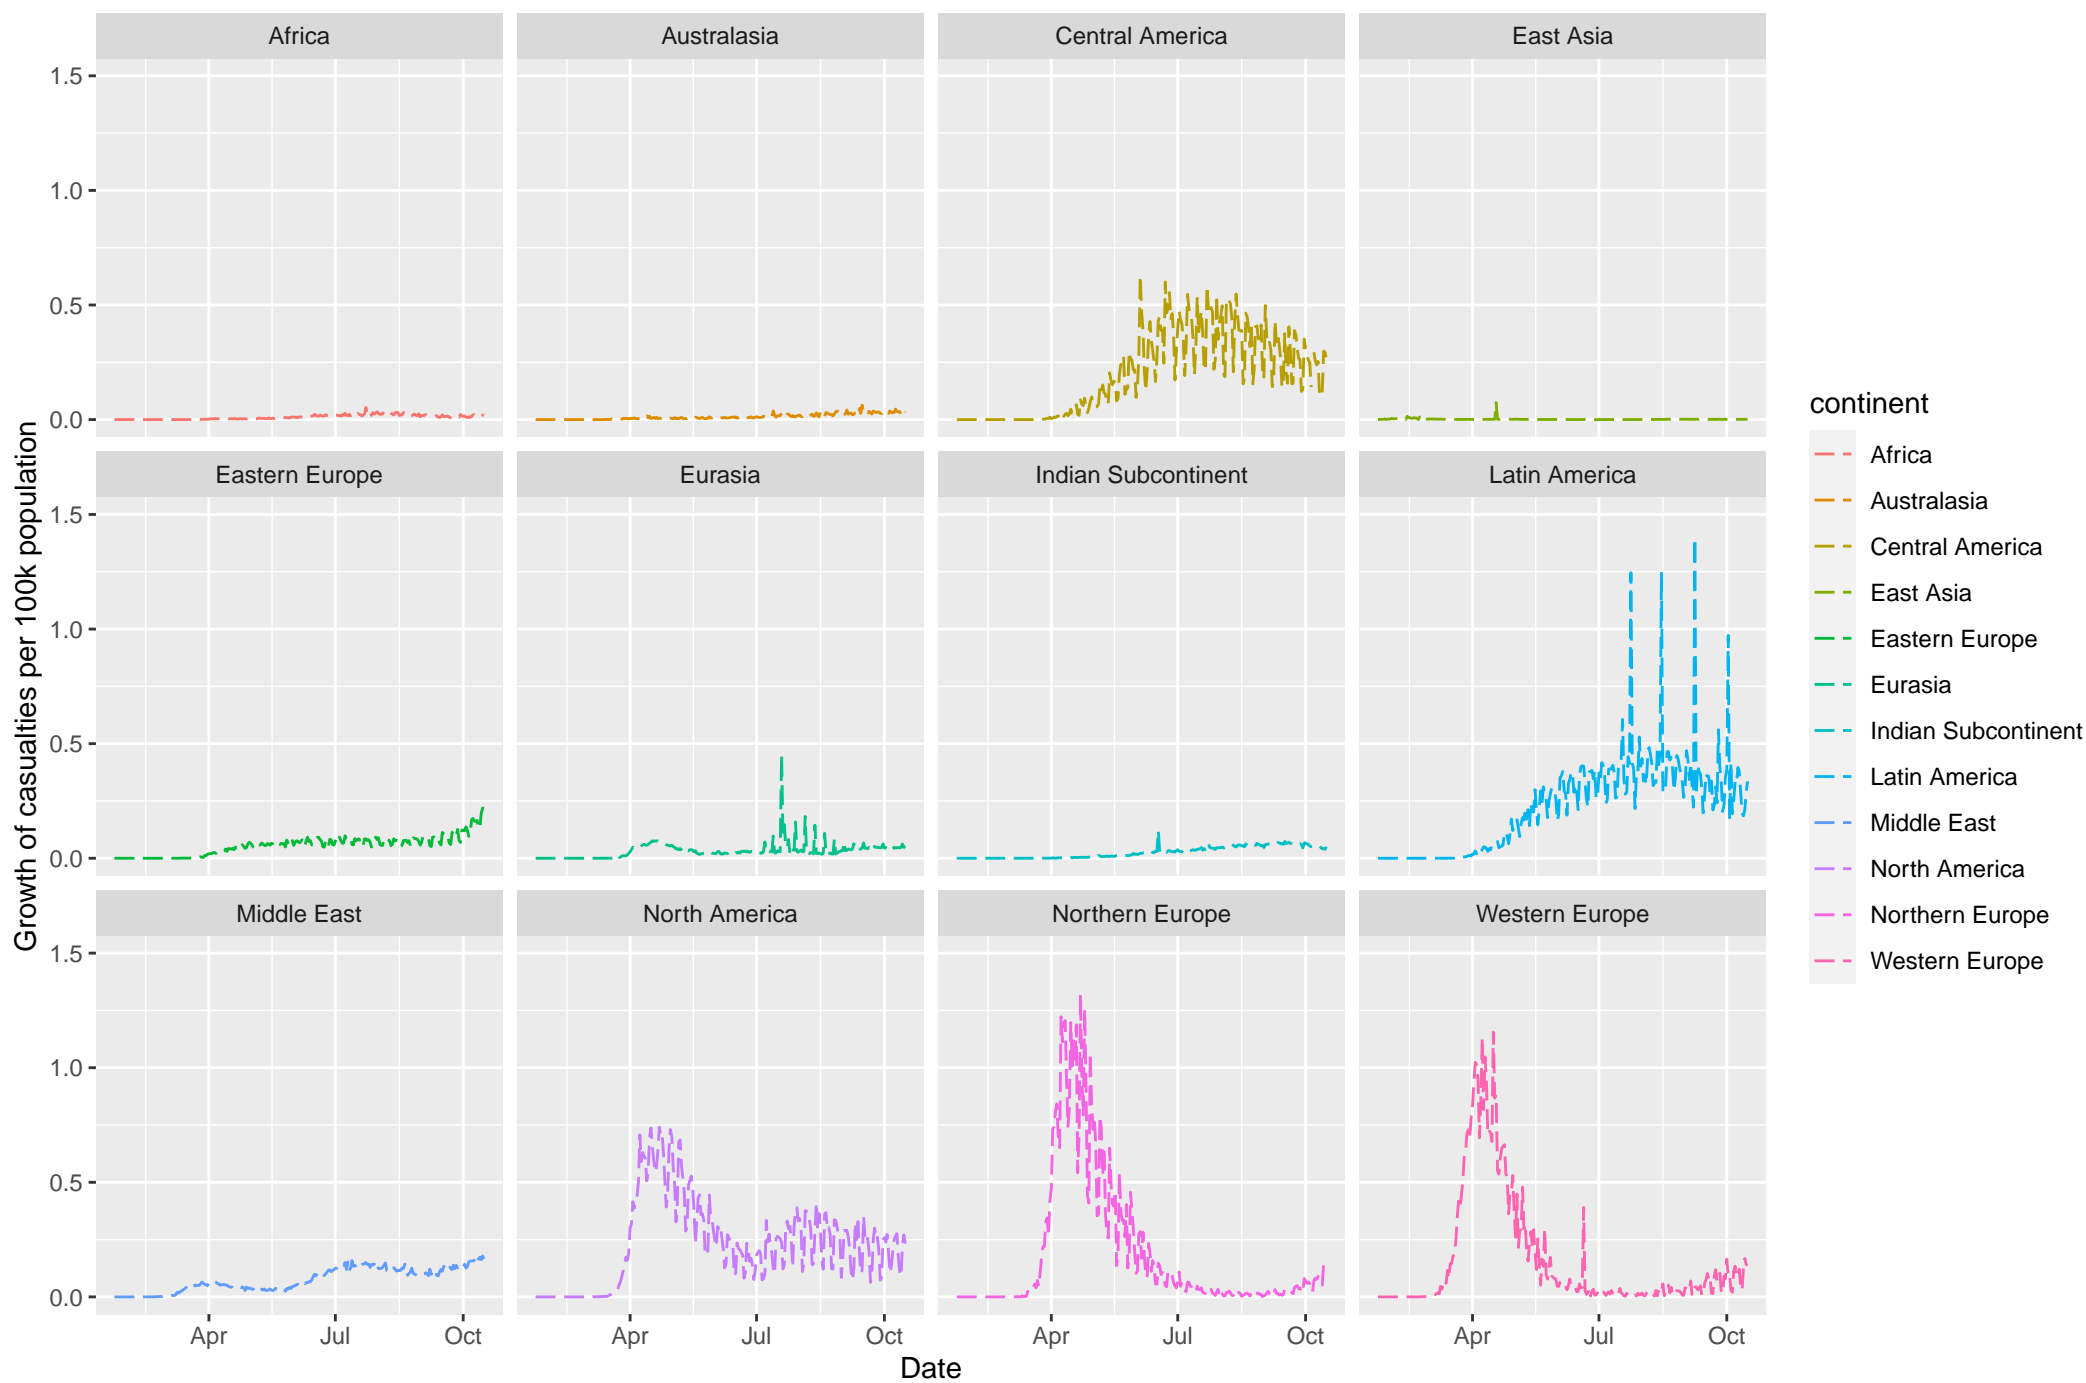 Africa
Australasia
Central America
East Asia
1.5
1.0
0.5
0.0
Eastern Europe
Eurasia
Indian Subcontinent
Latin America
1.5
1.0
0.5
0.0
Middle East
North America
Northern Europe
Western Europe
1.5
1.0
0.5
0.0
Apr Jul Oct
Apr Jul Oct
Apr Jul Oct
Apr Jul Oct
Date
Growth of casualties per 100k population
continent
Africa
Australasia
Central America
East Asia
Eastern Europe
Eurasia
Indian Subcontinent
Latin America
Middle East
North America
Northern Europe
Western Europe